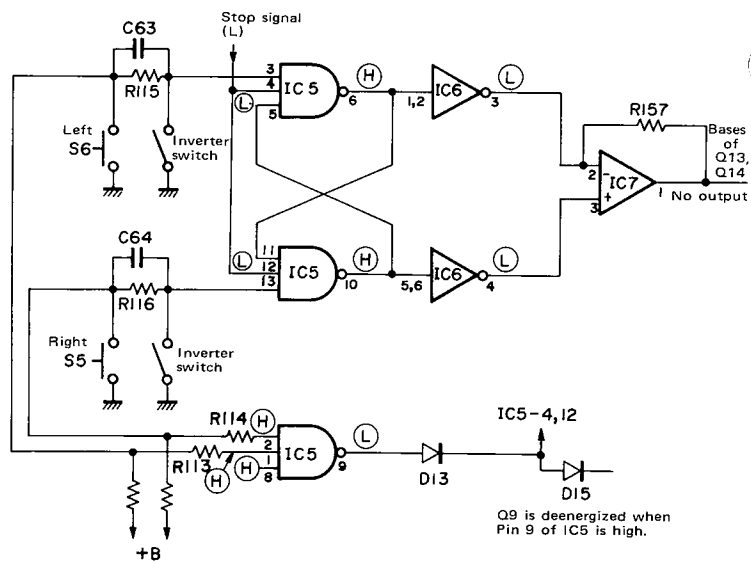 Stop signal
(L)
C63
R115
3
4
5
L
IC5
H
6
1,2
IC6
L
3
R157
Bases
of
Q13,
Q14
2
-
IC7
+
3
1
No output
Left
S6
Inverter
switch
C64
R116
L
11
12
13
IC5
H
10
5,6
IC6
L
4
Right
S5
Inverter
switch
R114
H
2
R113
H
H
1
8
IC5
L
9
D13
IC5-4,12
D15
+B
Q9 is deenergized when
Pin 9 of IC5 is high.